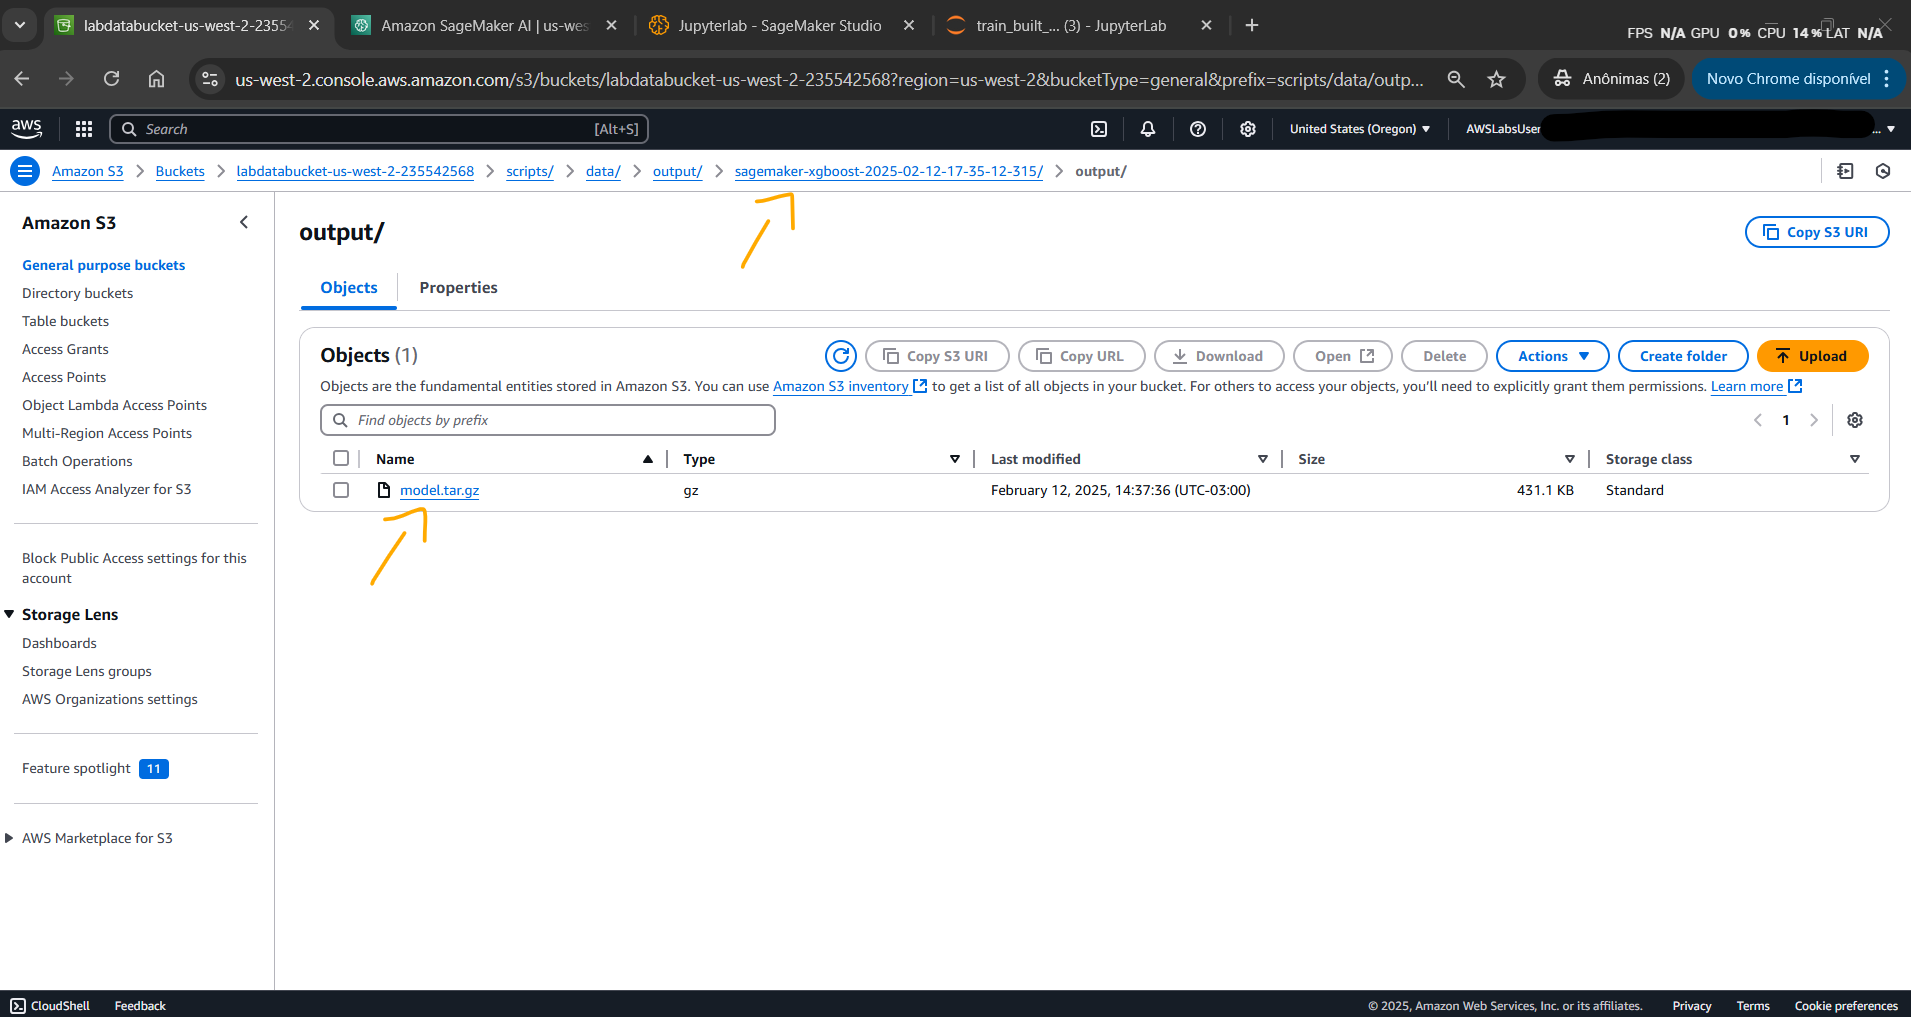 labdatabucket-us-west-2-2355
Amazon SageMaker AI | us-wes
Jupyterlab - SageMaker Studio
train_built_... (3) - JupyterLab
FPS N/A GPU 0 % CPU 14 % LAT N/A
us-west-2.console.aws.amazon.com/s3/buckets/labdatabucket-us-west-2-235542568?region=us-west-2&bucketType=general&prefix=scripts/data/outp...
Anônimas (2)
Novo Chrome disponível
aws
Search
[Alt+S]
United States (Oregon)
AWSLabsUser
...
Amazon S3
Buckets
labdatabucket-us-west-2-235542568
scripts/
data/
output/
sagemaker-xgboost-2025-02-12-17-35-12-315/
output/
Amazon S3
General purpose buckets
Directory buckets
Table buckets
Access Grants
Access Points
Object Lambda Access Points
Multi-Region Access Points
Batch Operations
IAM Access Analyzer for S3
Block Public Access settings for this
account
Storage Lens
Dashboards
Storage Lens groups
AWS Organizations settings
Feature spotlight 11
AWS Marketplace for S3
output/
Copy S3 URI
Objects
Properties
Objects (1)
Copy S3 URI
Copy URL
Download
Open
Delete
Actions
Create folder
Upload
Objects are the fundamental entities stored in Amazon S3. You can use Amazon S3 inventory to get a list of all objects in your bucket. For others to access your objects, you'll need to explicitly grant them permissions. Learn more
Find objects by prefix
1
Name
Type
Last modified
Size
Storage class
model.tar.gz
gz
February 12, 2025, 14:37:36 (UTC-03:00)
431.1 KB
Standard
CloudShell
Feedback
© 2025, Amazon Web Services, Inc. or its affiliates.
Privacy
Terms
Cookie preferences